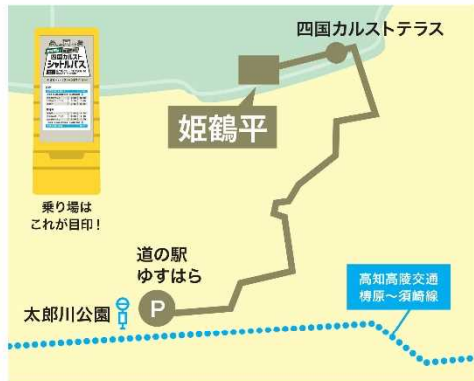 四国カルスト
シャトルバス
乗り場は
これが目印！
四国カルストテラス
姫鶴平
道の駅
ゆすはら
P
太郎川公園
高知高陵交通
梼原～須崎線